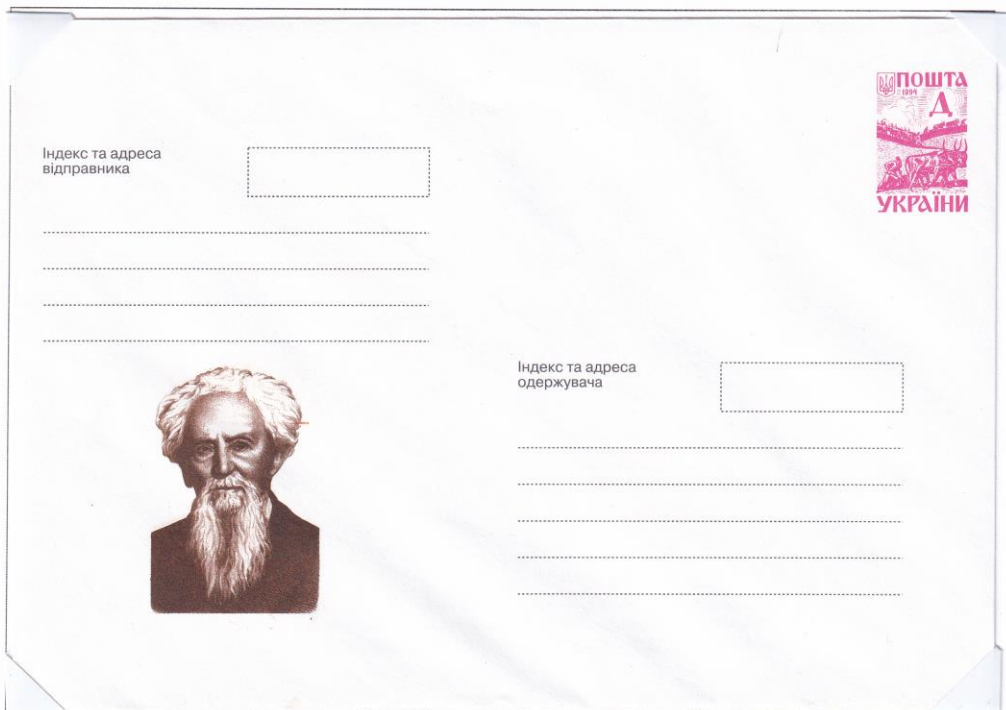 ПОШТА
1994
Д
УКРАЇНИ
Індекс та адреса
відправника
Індекс та адреса
одержувача